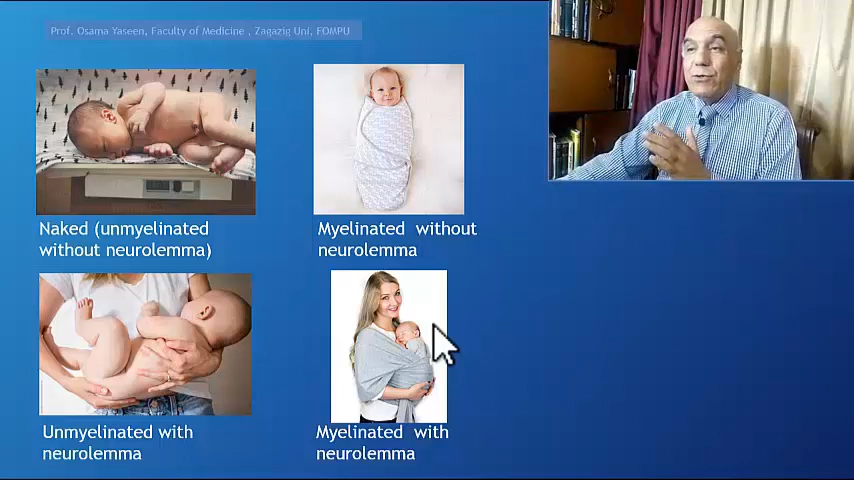 Prof. Osama Yaseen, Faculty of Medicine , Zagazig Uni, FOMPU
Naked (unmyelinated
without neurolemma)
Myelinated without
neurolemma
Unmyelinated with
neurolemma
Myelinated with
neurolemma